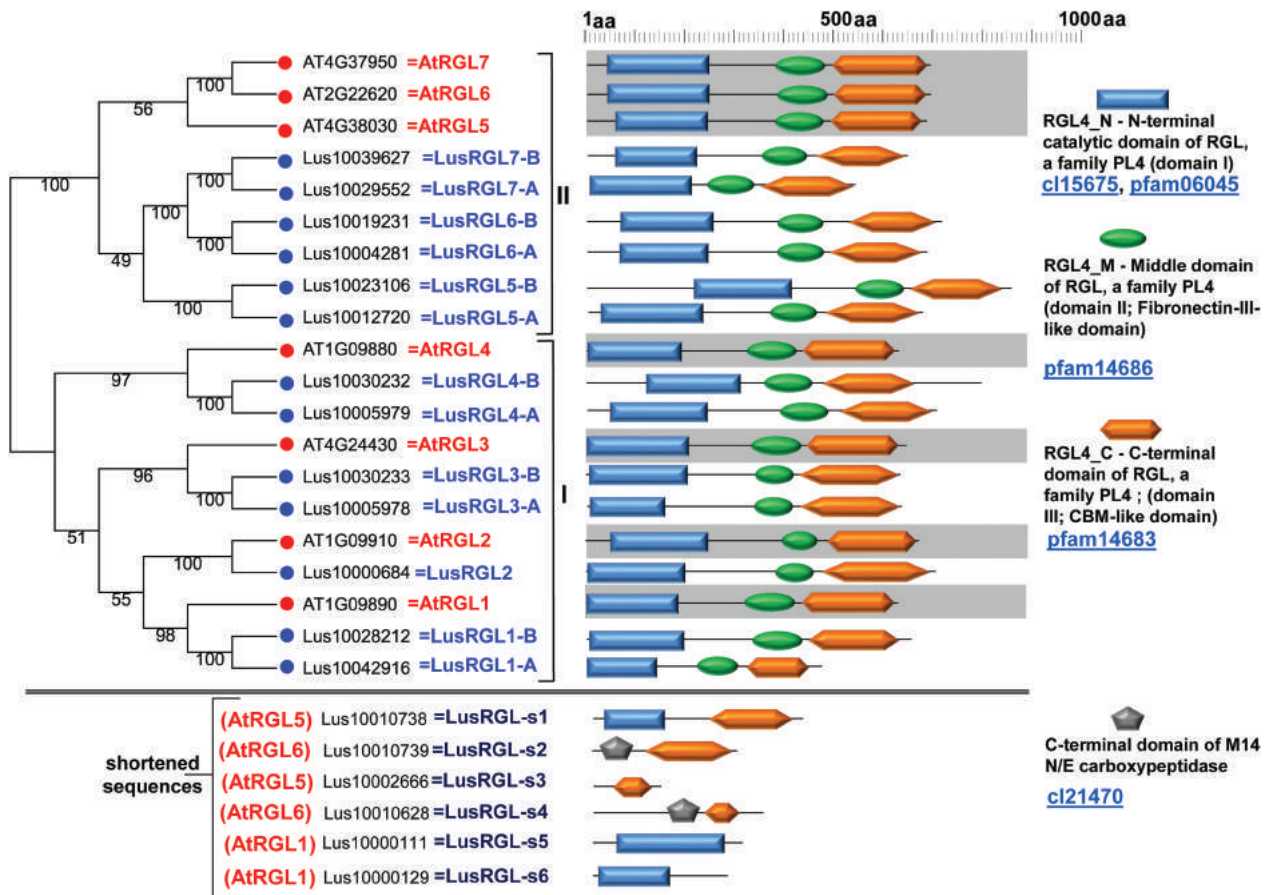 1aa 500aa 1000aa
AT4G37950 =AtRGL7
AT2G22620 =AtRGL6
AT4G38030 =AtRGL5
Lus10039627 =LusRGL7-B
Lus10029552 =LusRGL7-A
Lus10019231 =LusRGL6-B
Lus10004281 =LusRGL6-A
Lus10023106 =LusRGL5-B
Lus10012720 =LusRGL5-A
AT1G09880 =AtRGL4
Lus10030232 =LusRGL4-B
Lus10005979 =LusRGL4-A
AT4G24430 =AtRGL3
Lus10030233 =LusRGL3-B
Lus10005978 =LusRGL3-A
AT1G09910 =AtRGL2
Lus10000684 =LusRGL2
AT1G09890 =AtRGL1
Lus10028212 =LusRGL1-B
Lus10042916 =LusRGL1-A
100
56
100
100
100
49
100
97
100
96
100
51
100
55
98
100
II
I
RGL4_N - N-terminal
catalytic domain of RGL,
a family PL4 (domain I)
cl15675, pfam06045
RGL4_M - Middle domain
of RGL, a family PL4
(domain II; Fibronectin-III-
like domain)
pfam14686
RGL4_C - C-terminal
domain of RGL, a
family PL4 ; (domain
III; CBM-like domain)
pfam14683
shortened
sequences
(AtRGL5) Lus10010738 =LusRGL-s1
(AtRGL6) Lus10010739 =LusRGL-s2
(AtRGL5) Lus10002666 =LusRGL-s3
(AtRGL6) Lus10010628 =LusRGL-s4
(AtRGL1) Lus10000111 =LusRGL-s5
(AtRGL1) Lus10000129 =LusRGL-s6
C-terminal domain of M14
N/E carboxypeptidase
cl21470